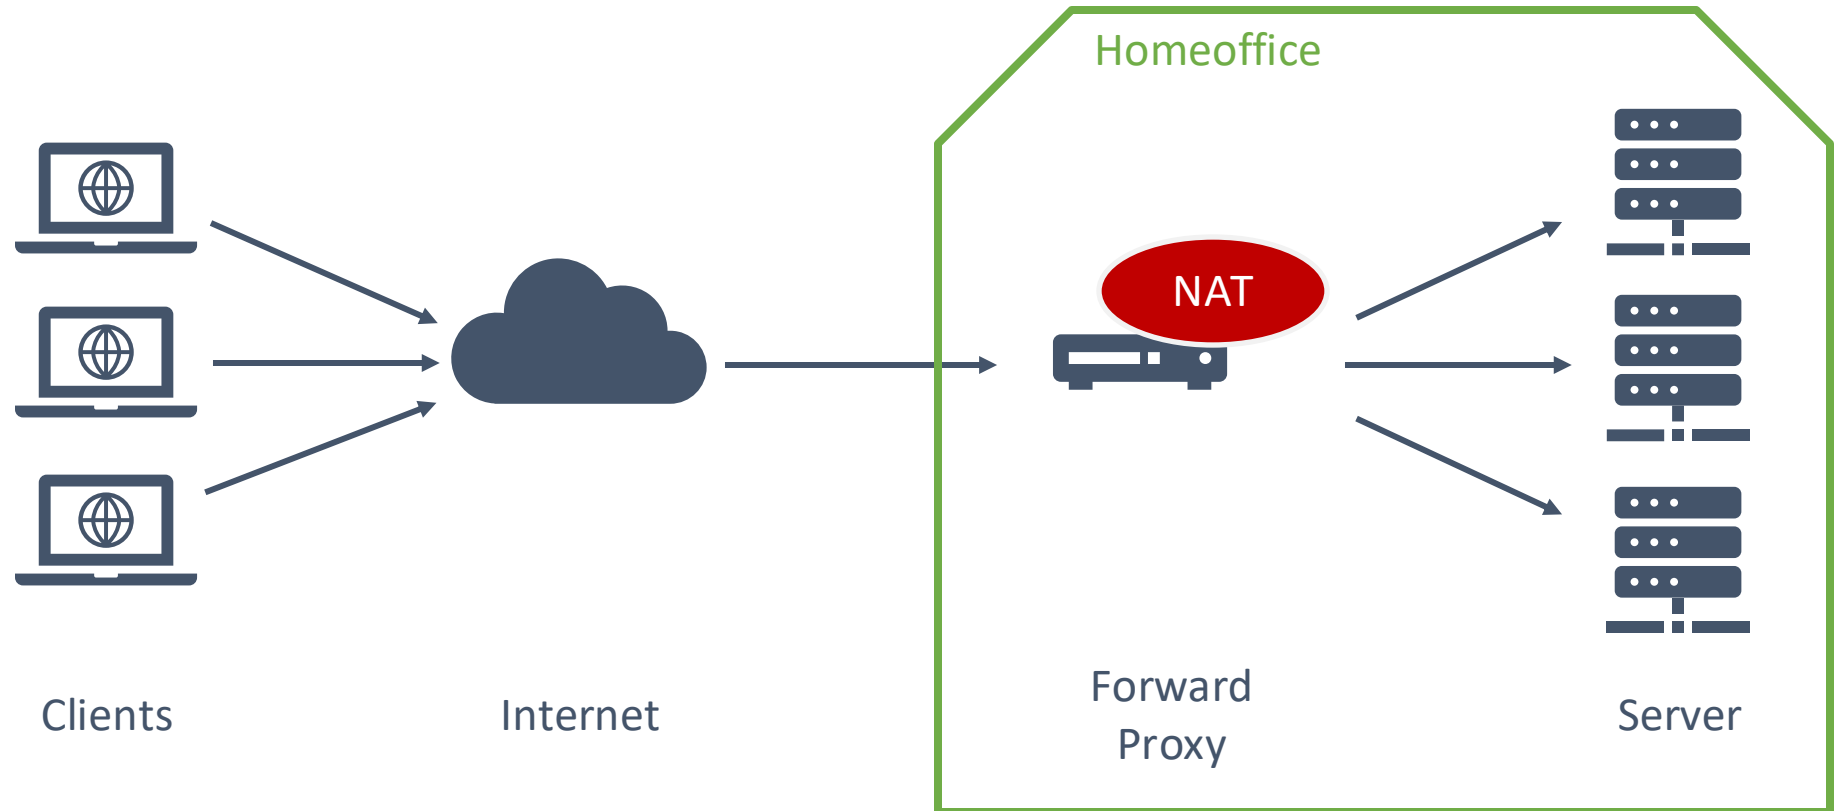 Homeoffice
NAT
Clients
Internet
Forward
Proxy
Server